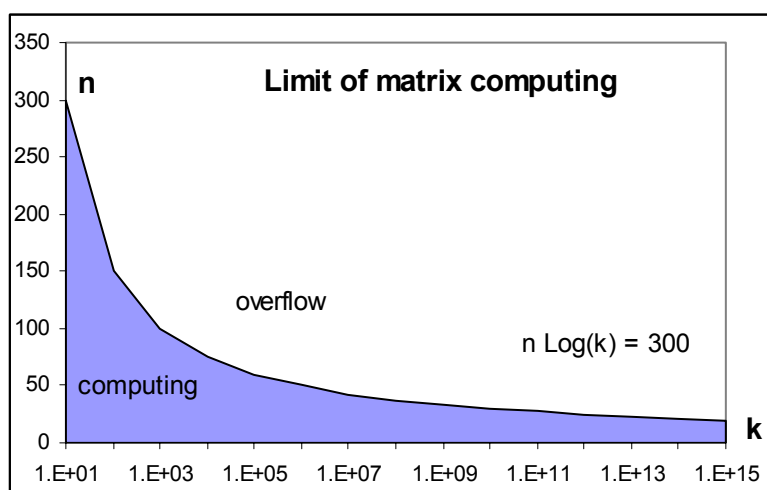 Limit of matrix computing
n
350
300
250
200
150
100
50
0
overflow
n Log(k) = 300
computing
k
1.E+01 1.E+03 1.E+05 1.E+07 1.E+09 1.E+11 1.E+13 1.E+15